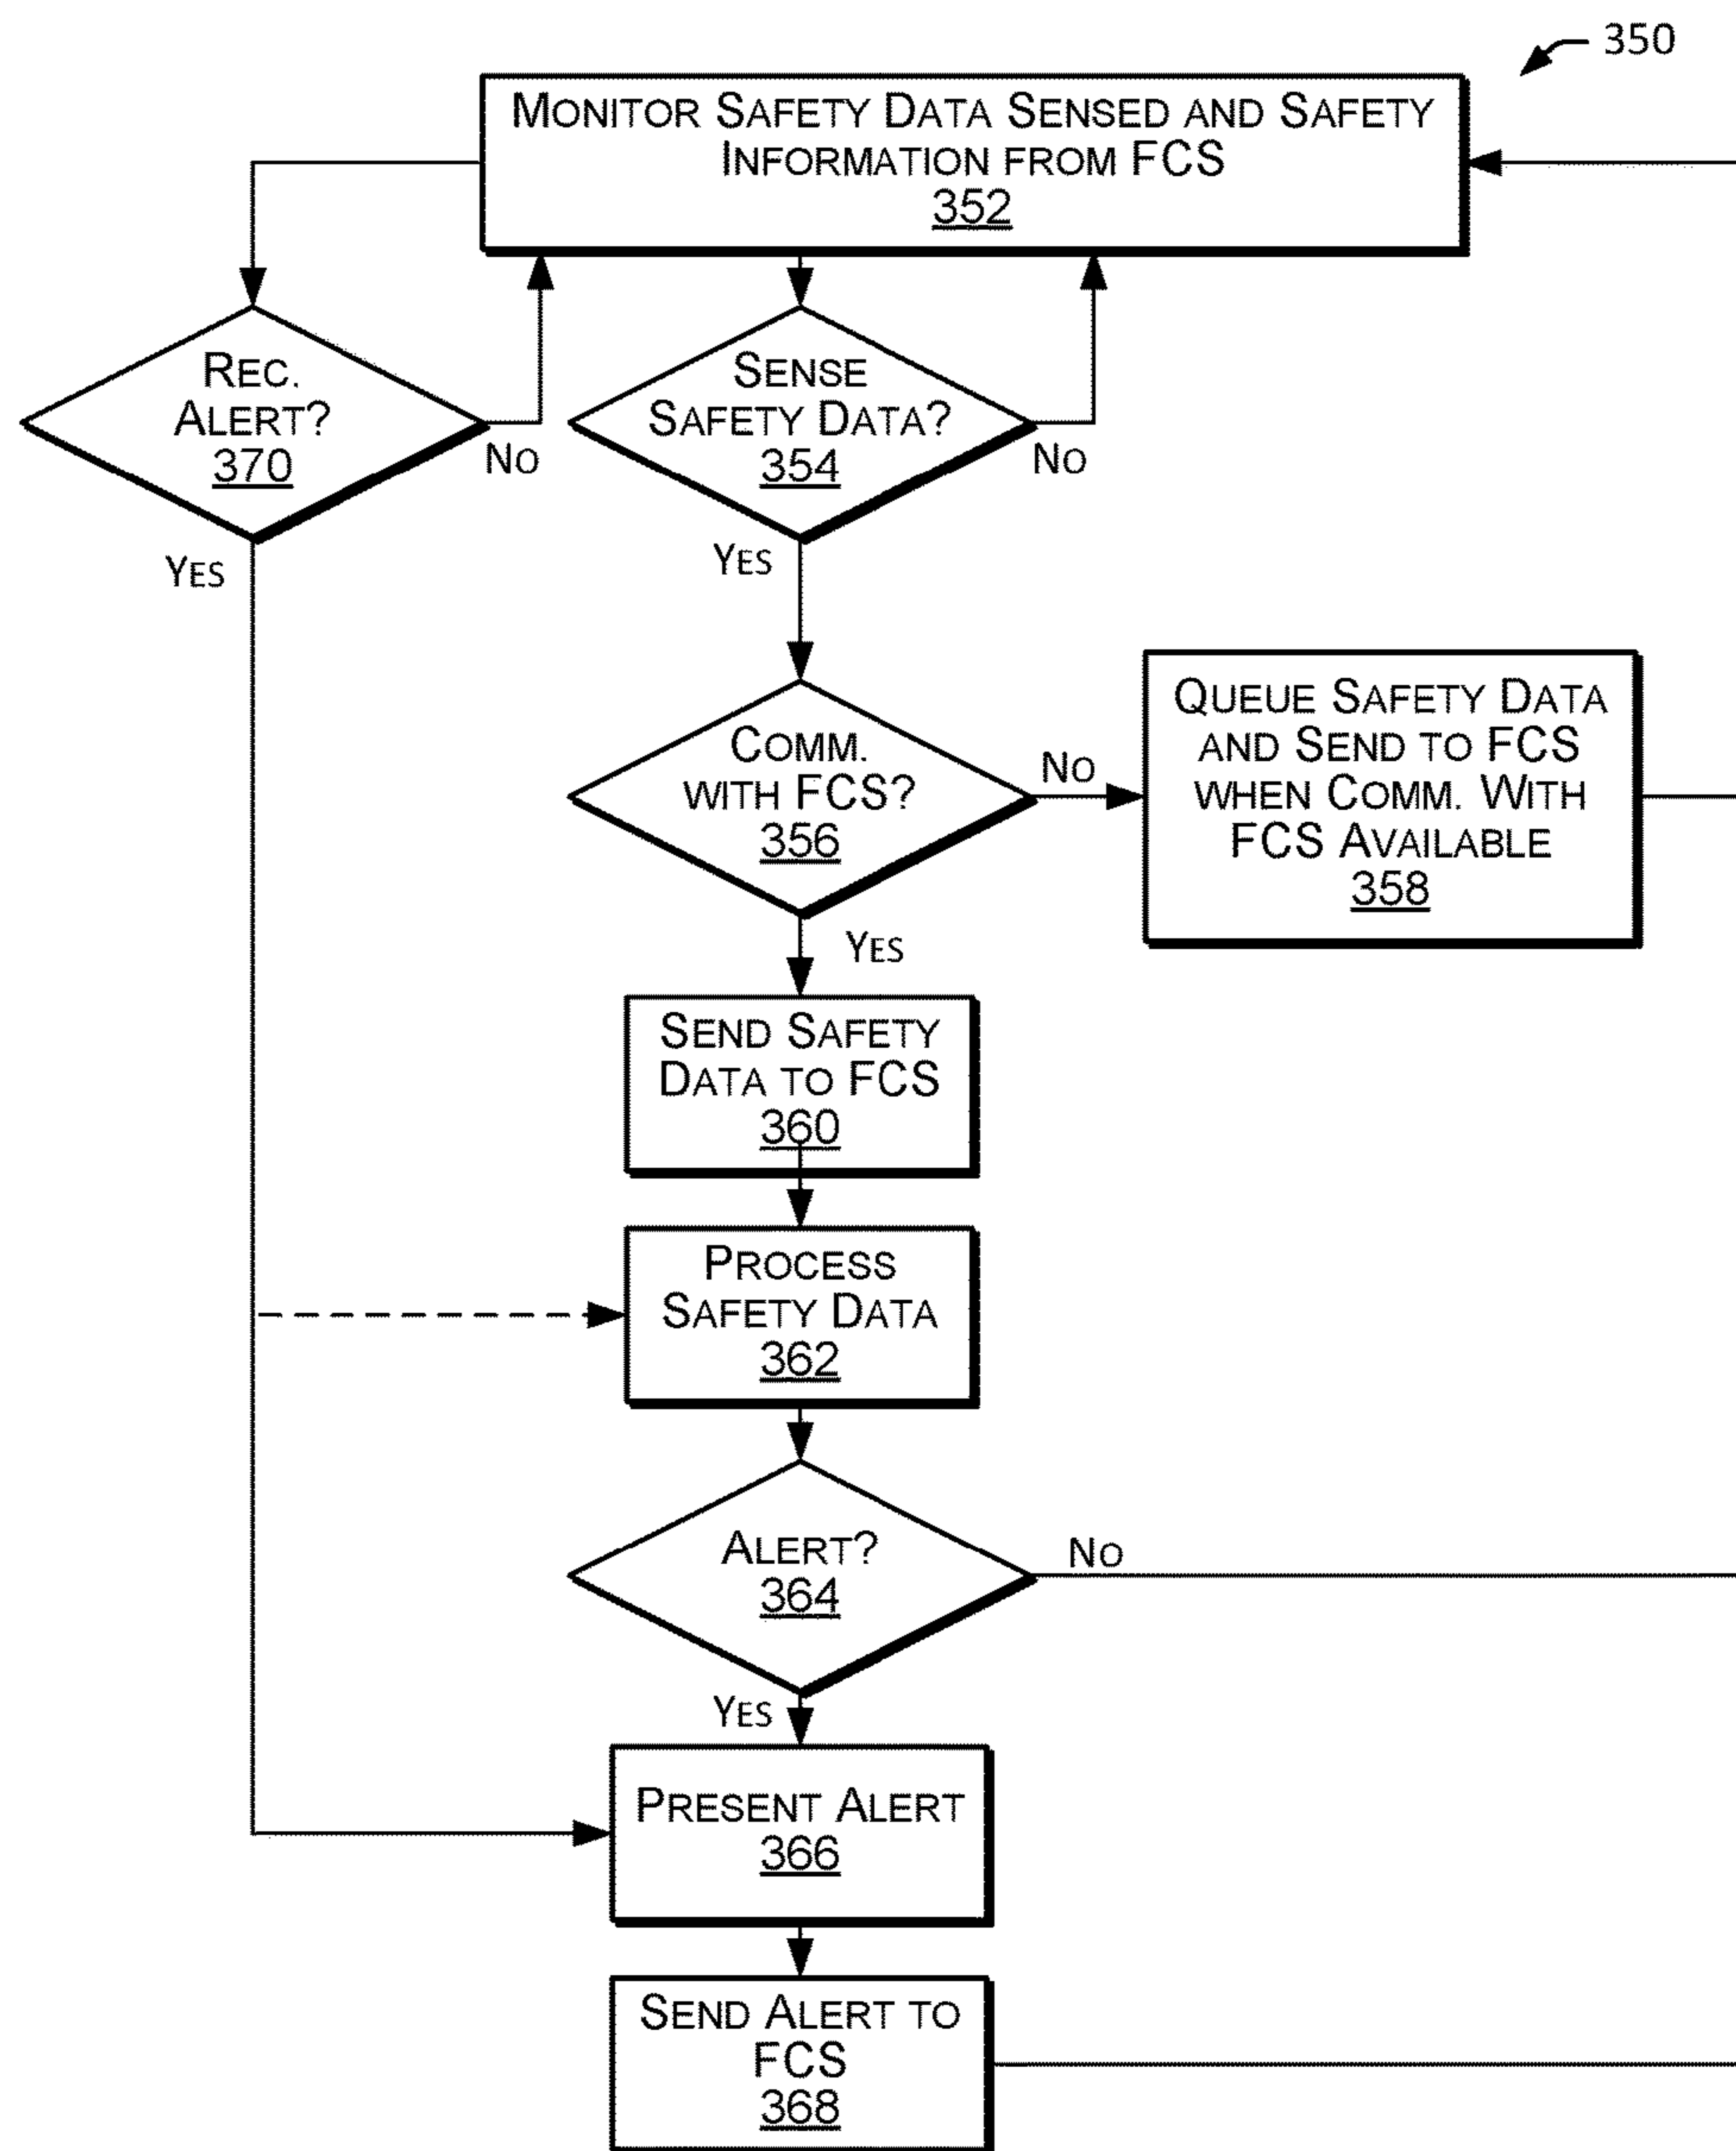 350
MONITOR SAFETY DATA SENSED AND SAFETY
INFORMATION FROM FCS
352
REC.
ALERT?
370
NO
YES
SENSE
SAFETY DATA?
354
NO
YES
COMM.
WITH FCS?
356
NO
YES
QUEUE SAFETY DATA
AND SEND TO FCS
WHEN COMM. WITH
FCS AVAILABLE
358
SEND SAFETY
DATA TO FCS
360
PROCESS
SAFETY DATA
362
ALERT?
364
NO
YES
PRESENT ALERT
366
SEND ALERT TO
FCS
368